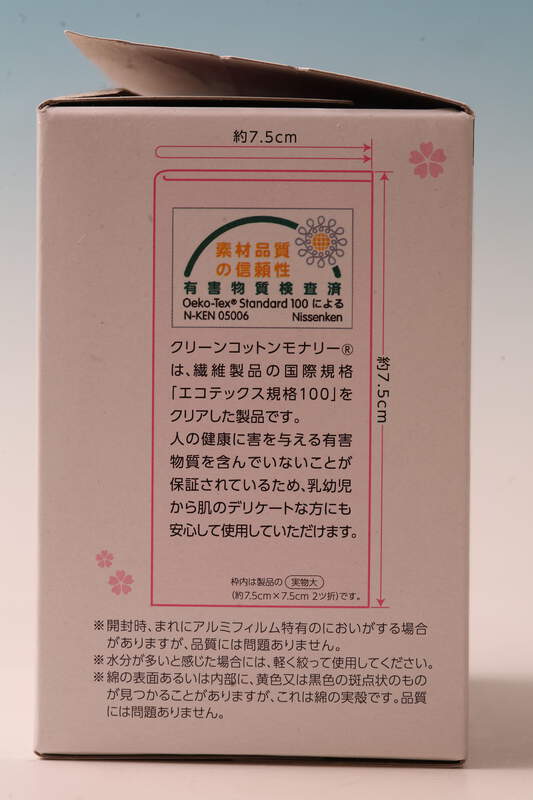 約7.5cm
素材品質
の信頼性
有害物質検査済
Oeko-Tex® Standard 100 による
N-KEN 05006 Nissenken
クリーンコットンモナリー®
は、繊維製品の国際規格
「エコテックス規格100」を
クリアした製品です。
人の健康に害を与える有害
物質を含んでいないことが
保証されているため、乳幼児
から肌のデリケートな方にも
安心して使用していただけます。
約7.5cm
枠内は製品の 実物大
(約7.5cm×7.5cm 2ツ折)です。
※開封時、まれにアルミフィルム特有のにおいがする場合
がありますが、品質には問題ありません。
※水分が多いと感じた場合には、軽く絞って使用してください。
※綿の表面あるいは内部に、黄色又は黒色の斑点状のもの
が見つかることがありますが、これは綿の実殻です。品質
には問題ありません。